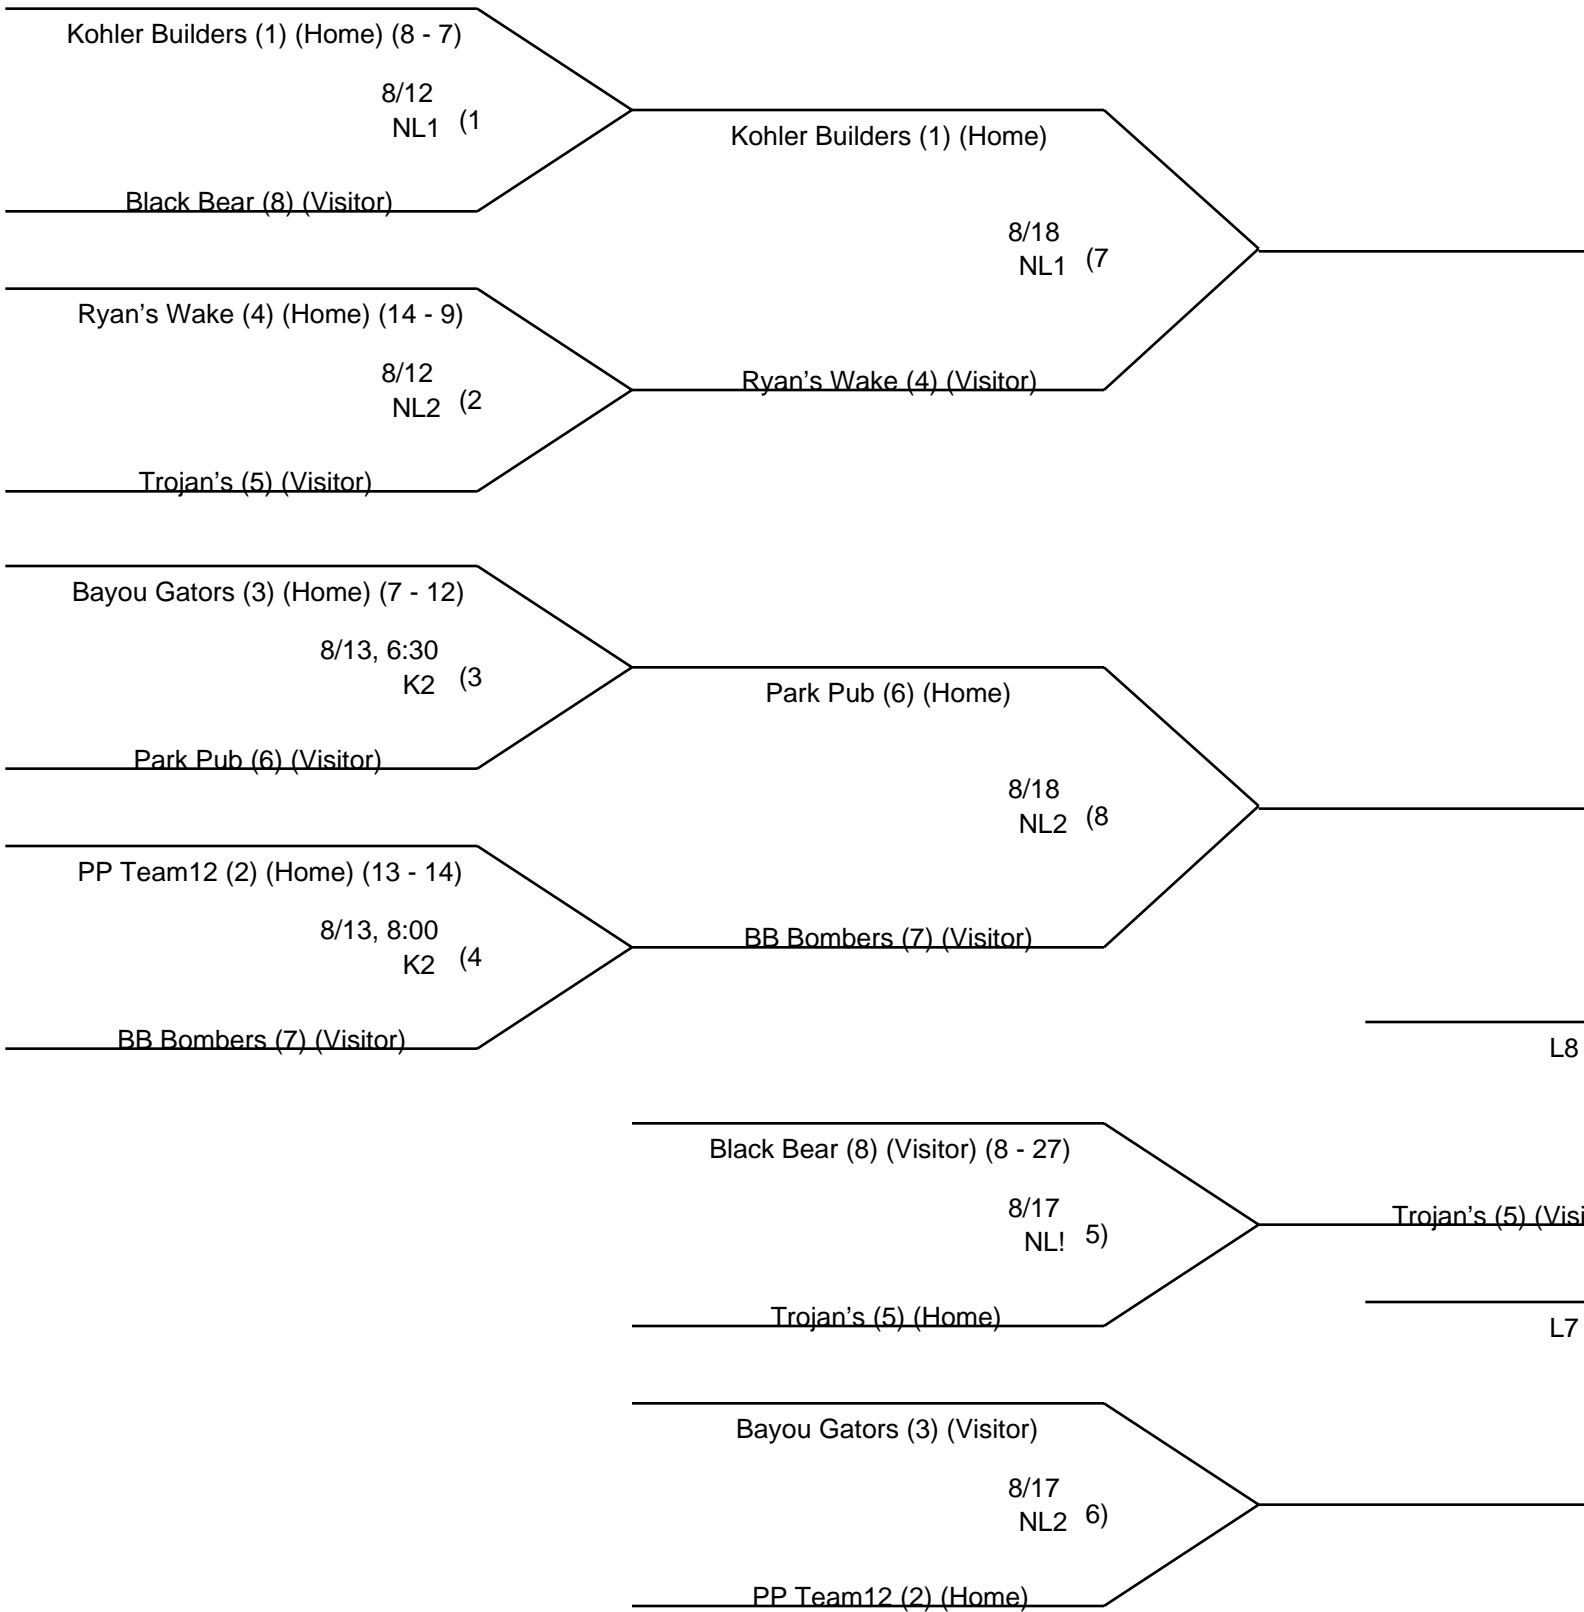 Kohler Builders (1) (Home) (8 - 7)
8/12
NL1 (1
Black Bear (8) (Visitor)
Kohler Builders (1) (Home)
8/18
NL1 (7
Ryan's Wake (4) (Home) (14 - 9)
8/12
NL2 (2
Trojan's (5) (Visitor)
Ryan's Wake (4) (Visitor)
Bayou Gators (3) (Home) (7 - 12)
8/13, 6:30
K2 (3
Park Pub (6) (Visitor)
Park Pub (6) (Home)
8/18
NL2 (8
PP Team12 (2) (Home) (13 - 14)
8/13, 8:00
K2 (4
BB Bombers (7) (Visitor)
BB Bombers (7) (Visitor)
L8
Black Bear (8) (Visitor) (8 - 27)
8/17
NL! 5)
Trojan's (5) (Home)
Trojan's (5) (Visi
L7
Bayou Gators (3) (Visitor)
8/17
NL2 6)
PP Team12 (2) (Home)